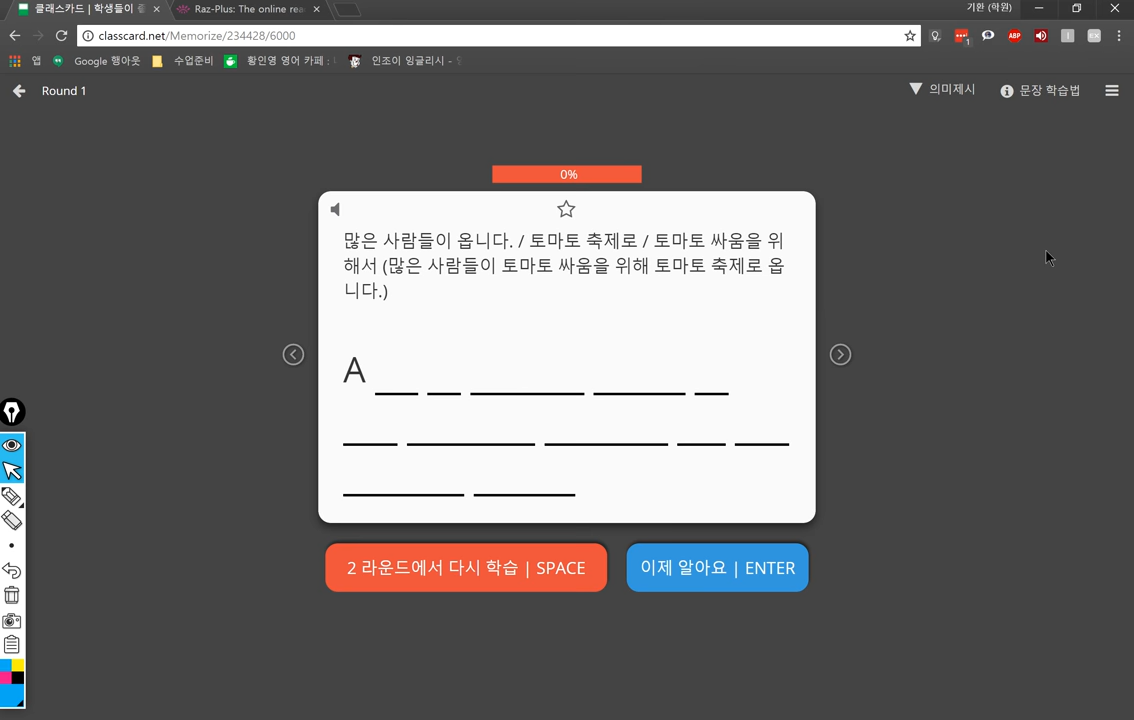 클래스카드 | 학생들이
Raz-Plus: The online rea
기환 (학원)
classcard.net/Memorize/234428/6000
1
ABP
앱
Google 행아웃
수업준비
황인영 영어 카페 :
인조이 잉글리시 -
Round 1
의미제시
문장 학습법
0%
많은 사람들이 옵니다. / 토마토 축제로 / 토마토 싸움을 위
해서 (많은 사람들이 토마토 싸움을 위해 토마토 축제로 옵
니다.)
A
2 라운드에서 다시 학습 | SPACE
이제 알아요 | ENTER